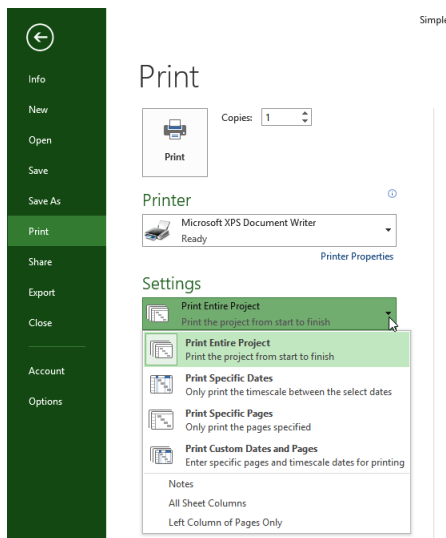 Simple
Info
New
Open
Save
Save As
Print
Share
Export
Close
Account
Options
Print
Copies: 1
Print
Printer
Microsoft XPS Document Writer
Ready
Printer Properties
Settings
Print Entire Project
Print the project from start to finish
Print Entire Project
Print the project from start to finish
Print Specific Dates
Only print the timescale between the select dates
Print Specific Pages
Only print the pages specified
Print Custom Dates and Pages
Enter specific pages and timescale dates for printing
Notes
All Sheet Columns
Left Column of Pages Only